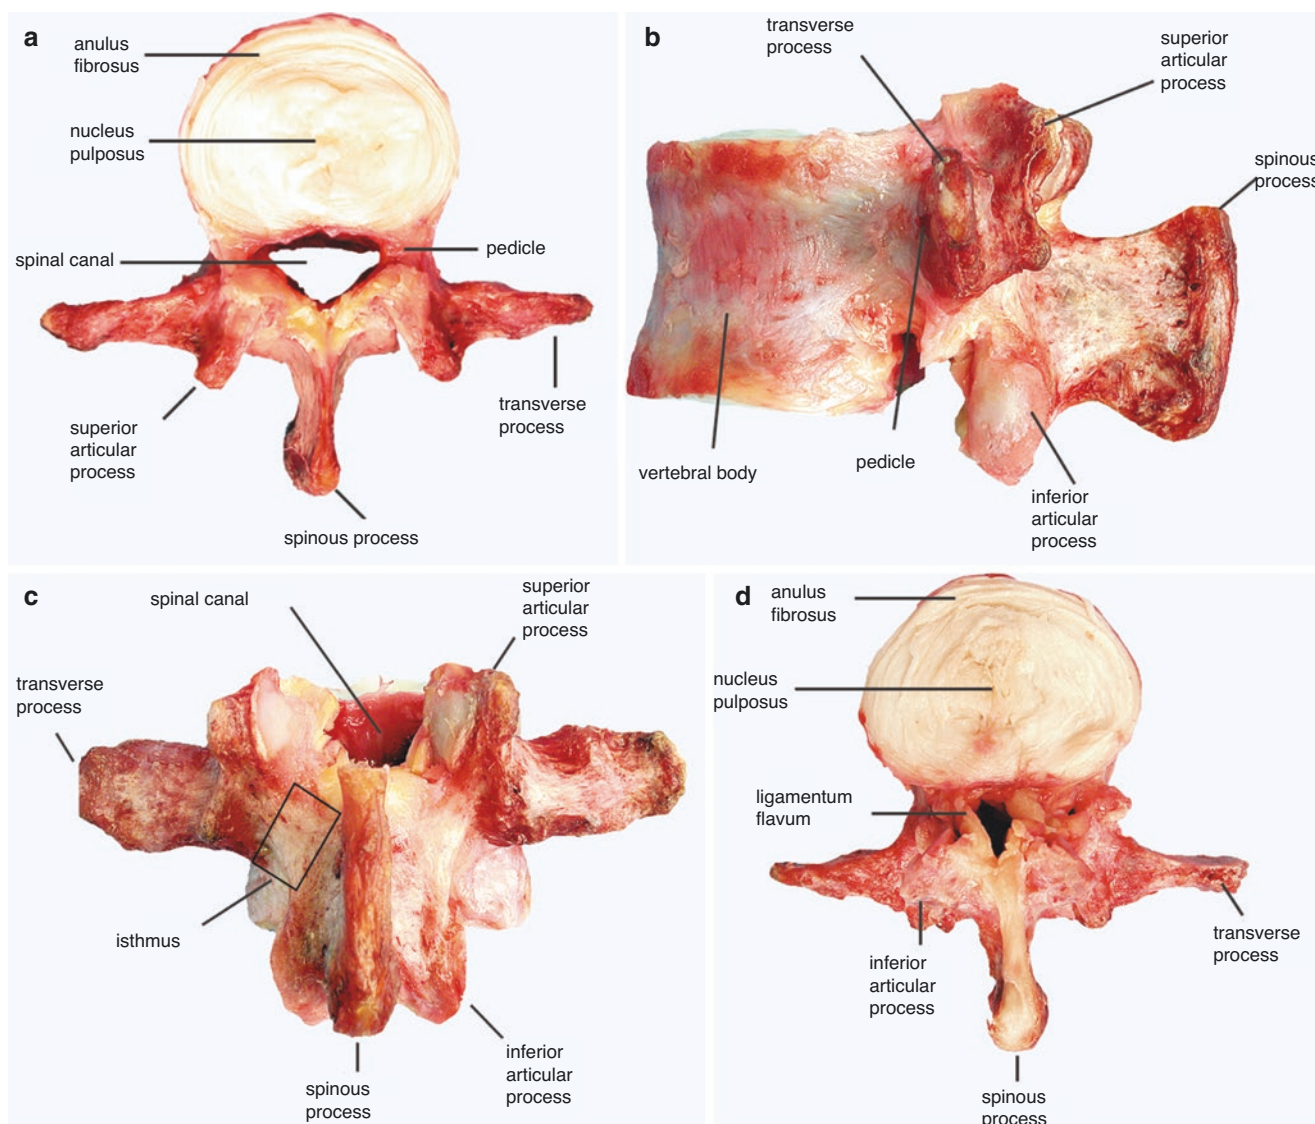 a
anulus
fibrosus
nucleus
pulposus
spinal canal
pedicle
superior
articular
process
transverse
process
spinous process
b
transverse
process
superior
articular
process
spinous
process
vertebral body
pedicle
inferior
articular
process
c
spinal canal
superior
articular
process
transverse
process
isthmus
spinous
process
inferior
articular
process
d
anulus
fibrosus
nucleus
pulposus
ligamentum
flavum
inferior
articular
process
transverse
process
spinous
process